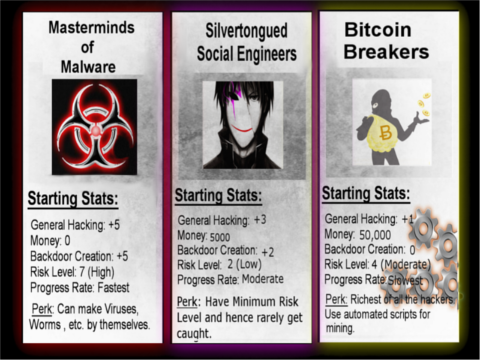 Masterminds
of
Malware
Starting Stats:
General Hacking: +5
Money: 0
Backdoor Creation: +5
Risk Level: 7 (High)
Progress Rate: Fastest
Perk: Can make Viruses,
Worms , etc. by themselves.
Silvertongued
Social Engineers
Starting Stats:
General Hacking: +3
Money: 5000
Backdoor Creation: +2
Risk Level: 2 (Low)
Progress Rate: Moderate
Perk: Have Minimum Risk
Level and hence rarely get
caught.
Bitcoin
Breakers
B
Starting Stats:
General Hacking: +1
Money: 50,000
Backdoor Creation: 0
Risk Level: 4 (Moderate)
Progress Rate: Slowest
Perk: Richest of all the hackers
Use automated scripts for
mining.